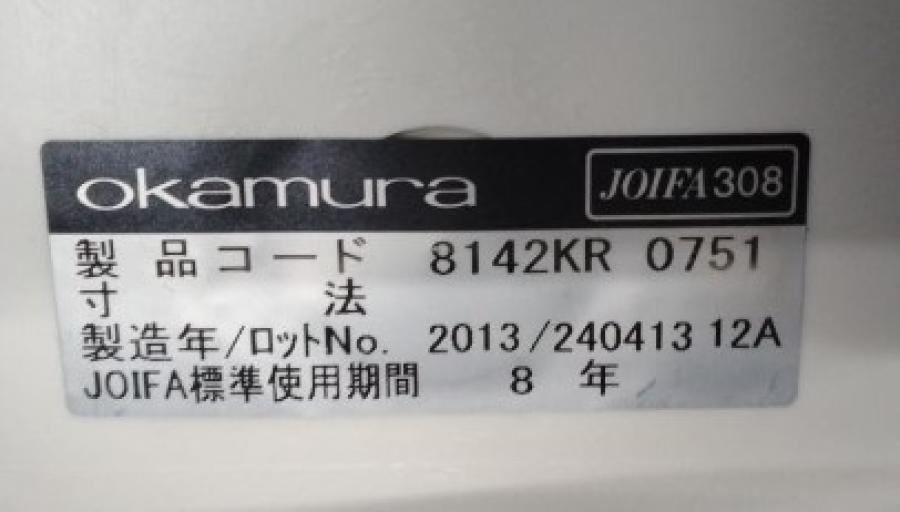 okamura JOIFA308
製品コード 8142KR 0751
寸法
製造年/ロットNo. 2013/240413 12A
JOIFA標準使用期間 8年